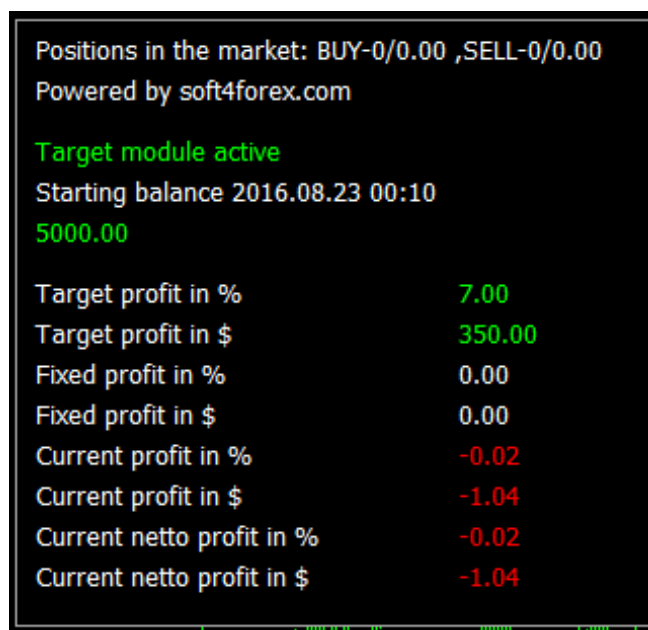 Positions in the market: BUY-0/0.00 ,SELL-0/0.00
Powered by soft4forex.com
Target module active
Starting balance 2016.08.23 00:10
5000.00
Target profit in % 7.00
Target profit in $ 350.00
Fixed profit in % 0.00
Fixed profit in $ 0.00
Current profit in % -0.02
Current profit in $ -1.04
Current netto profit in % -0.02
Current netto profit in $ -1.04